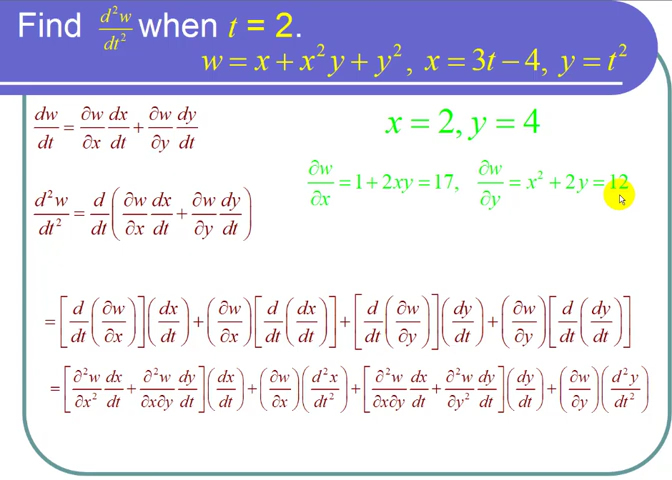 Find d²w/dt² when t = 2.
w = x + x²y + y², x = 3t − 4, y = t²
dw/dt = ∂w/∂x dx/dt + ∂w/∂y dy/dt
x = 2, y = 4
∂w/∂x = 1 + 2xy = 17, ∂w/∂y = x² + 2y = 12
d²w/dt² = d/dt (∂w/∂x dx/dt + ∂w/∂y dy/dt)
= [d/dt (∂w/∂x)] (dx/dt) + (∂w/∂x) [d/dt (dx/dt)] + [d/dt (∂w/∂y)] (dy/dt) + (∂w/∂y) [d/dt (dy/dt)]
= [∂²w/∂x² dx/dt + ∂²w/∂x∂y dy/dt] (dx/dt) + (∂w/∂x) (d²x/dt²) + [∂²w/∂x∂y dx/dt + ∂²w/∂y² dy/dt] (dy/dt) + (∂w/∂y) (d²y/dt²)